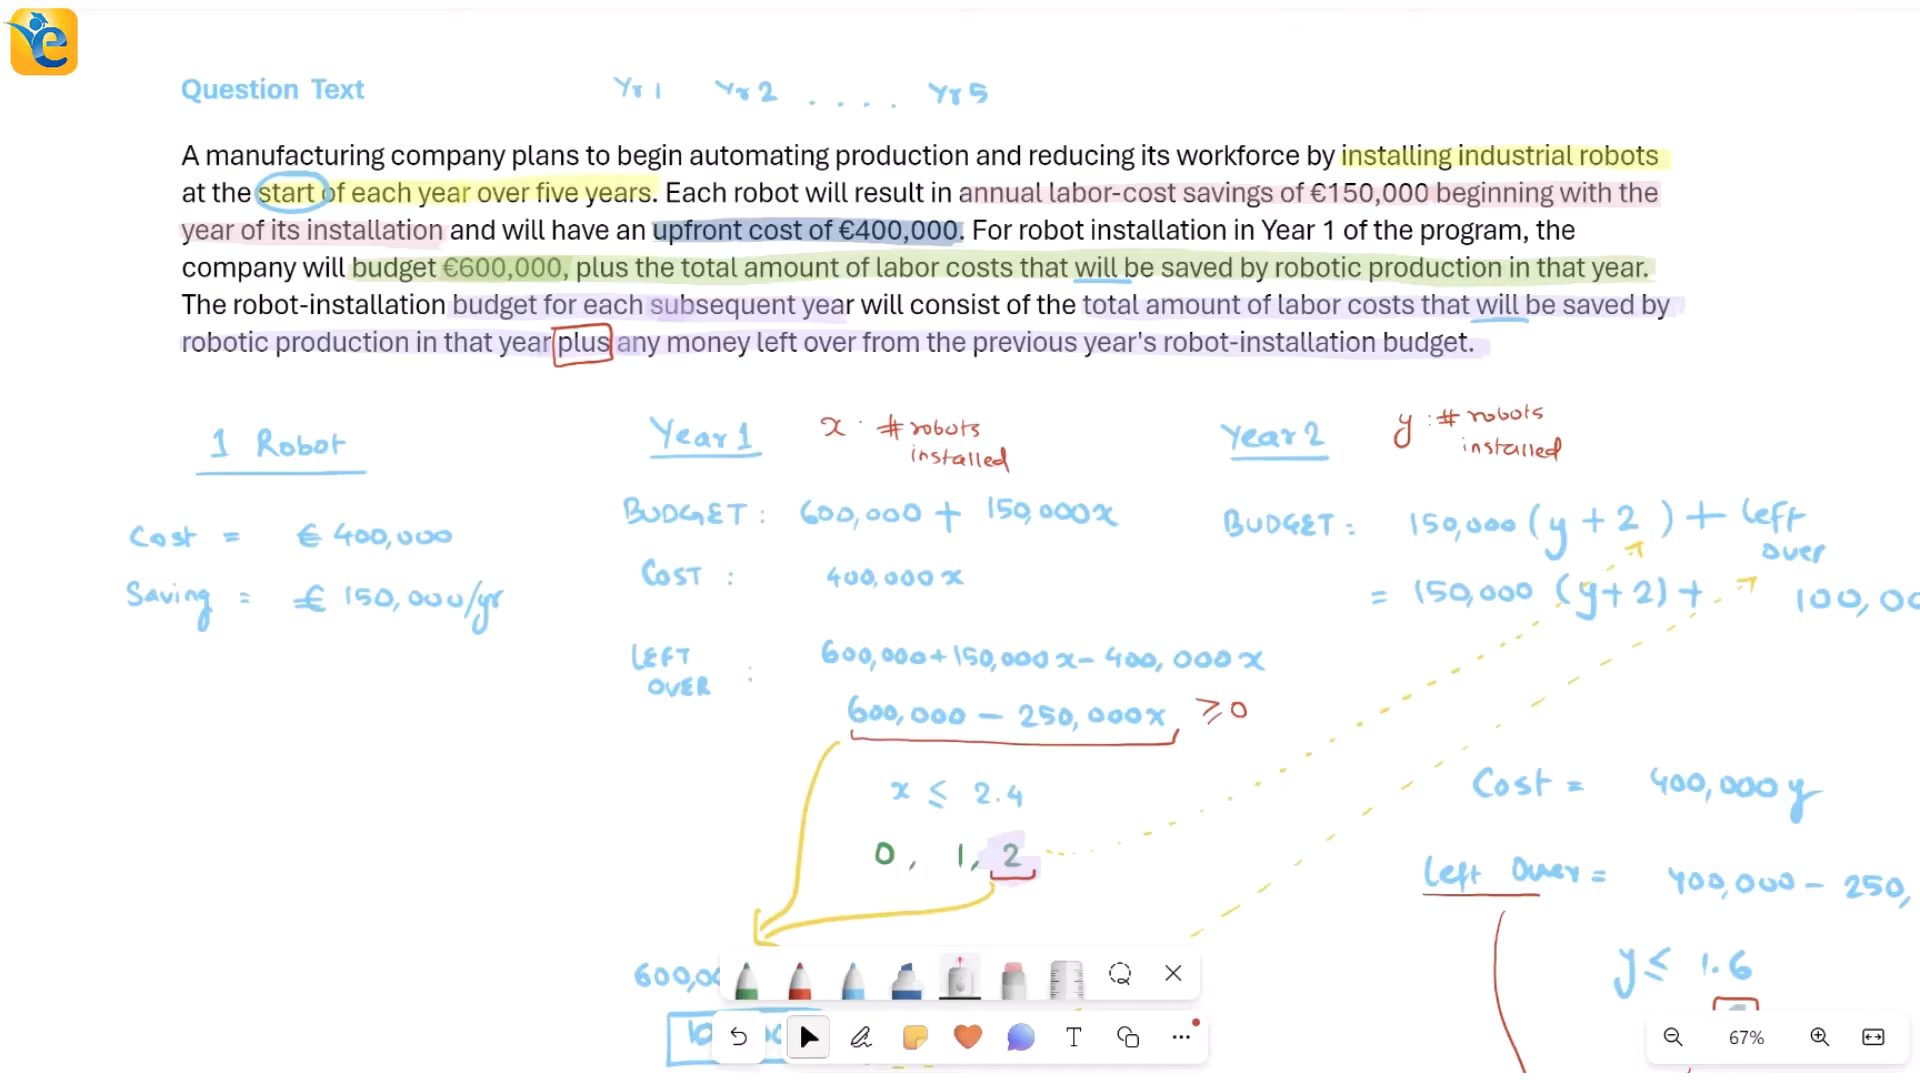 Question Text
Yr 1 Yr 2 . . . . Yr 5
A manufacturing company plans to begin automating production and reducing its workforce by installing industrial robots
at the start of each year over five years. Each robot will result in annual labor-cost savings of €150,000 beginning with the
year of its installation and will have an upfront cost of €400,000. For robot installation in Year 1 of the program, the
company will budget €600,000, plus the total amount of labor costs that will be saved by robotic production in that year.
The robot-installation budget for each subsequent year will consist of the total amount of labor costs that will be saved by
robotic production in that year plus any money left over from the previous year's robot-installation budget.
1 Robot
Cost = € 400,000
Saving = € 150,000/yr
Year 1
x : # robots
installed
BUDGET : 600,000 + 150,000x
COST : 400,000x
LEFT
OVER : 600,000+150,000x- 400,000x
600,000 - 250,000x ≥0
x ≤ 2.4
0, 1, 2
600,00
10
Year 2
y : # robots
installed
BUDGET : 150,000 (y + 2) + left
over
= 150,000 (y+2) + 100,00
Cost = 400,000y
Left Over = 400,000 - 250,
y ≤ 1.6
67%